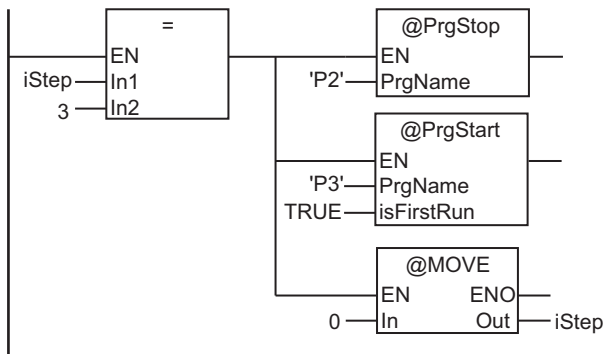 =
EN
iStep In1
3 In2
@PrgStop
EN
'P2' PrgName
@PrgStart
EN
'P3' PrgName
TRUE isFirstRun
@MOVE
EN ENO
0 In Out iStep